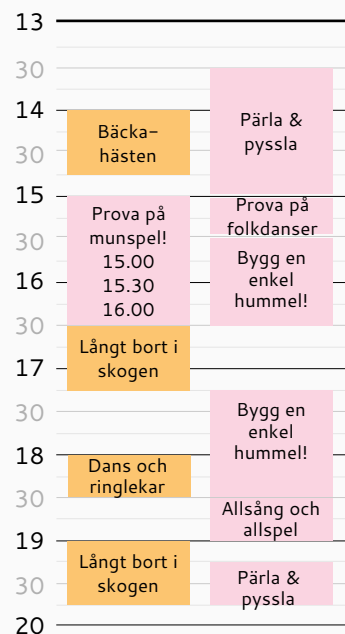 13
30
14
30
15
30
16
30
17
30
18
30
19
30
20
Bäcka-
hästen
Prova på
munspel!
15.00
15.30
16.00
Långt bort i
skogen
Dans och
ringlekar
Långt bort i
skogen
Pärla &
pyssla
Prova på
folkdanser
Bygg en
enkel
hummel!
Bygg en
enkel
hummel!
Allsång och
allspel
Pärla &
pyssla